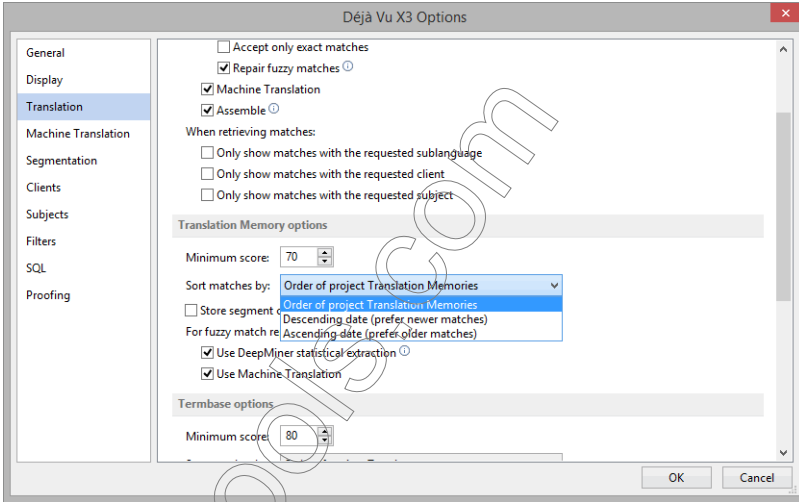 Déjà Vu X3 Options
General
Display
Translation
Machine Translation
Segmentation
Clients
Subjects
Filters
SQL
Proofing
Accept only exact matches
Repair fuzzy matches
Machine Translation
Assemble
When retrieving matches:
Only show matches with the requested sublanguage
Only show matches with the requested client
Only show matches with the requested subject
Translation Memory options
Minimum score: 70
Sort matches by: Order of project Translation Memories
Order of project Translation Memories
Descending date (prefer newer matches)
Ascending date (prefer older matches)
Store segment
For fuzzy match
Use DeepMiner statistical extraction
Use Machine Translation
Termbase options
Minimum score: 80
OK Cancel
ools.com